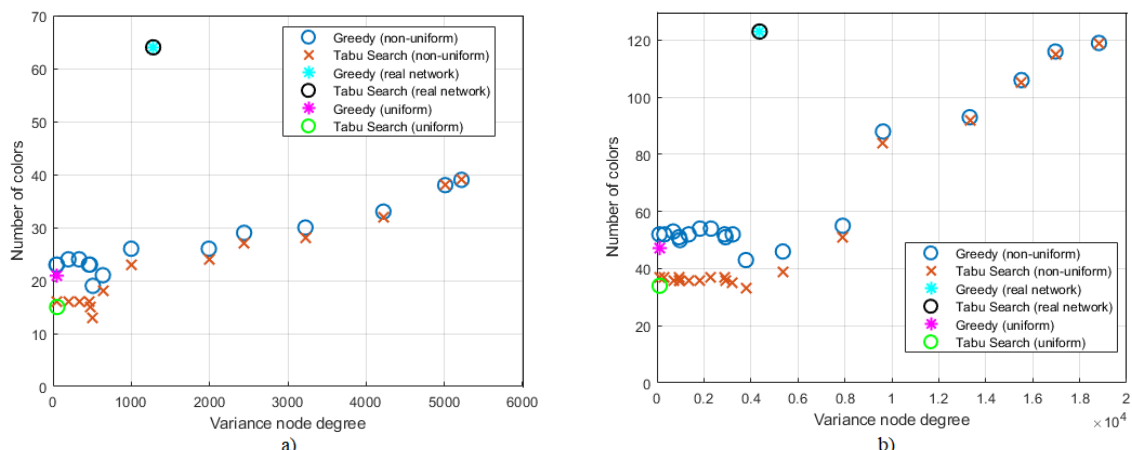 70
60
50
40
30
20
10
0
Number of colors
Greedy (non-uniform)
Tabu Search (non-uniform)
Greedy (real network)
Tabu Search (real network)
Greedy (uniform)
Tabu Search (uniform)
0 1000 2000 3000 4000 5000 6000
Variance node degree
a)
120
100
80
60
40
20
0
Number of colors
Greedy (non-uniform)
Tabu Search (non-uniform)
Greedy (real network)
Tabu Search (real network)
Greedy (uniform)
Tabu Search (uniform)
0 0.2 0.4 0.6 0.8 1 1.2 1.4 1.6 1.8 2
Variance node degree
× 10⁴
b)